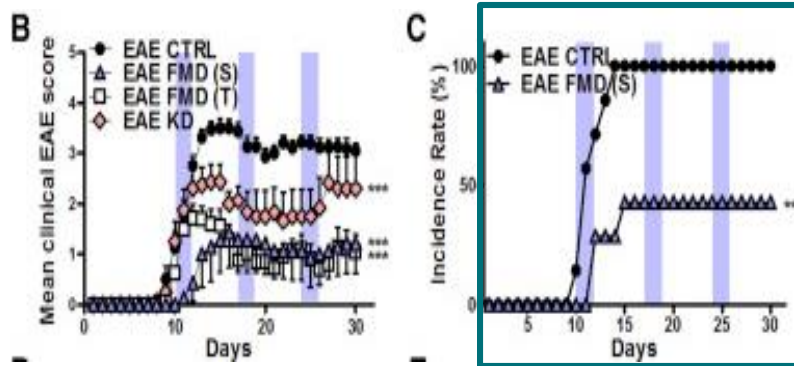 B
Mean clinical EAE score
5
4
3
2
1
0
0
10
20
30
Days
EAE CTRL
EAE FMD (S)
EAE FMD (T)
EAE KD
***
***
***
C
Incidence Rate (%)
100
50
0
5
10
15
20
25
30
Days
EAE CTRL
EAE FMD (S)
**